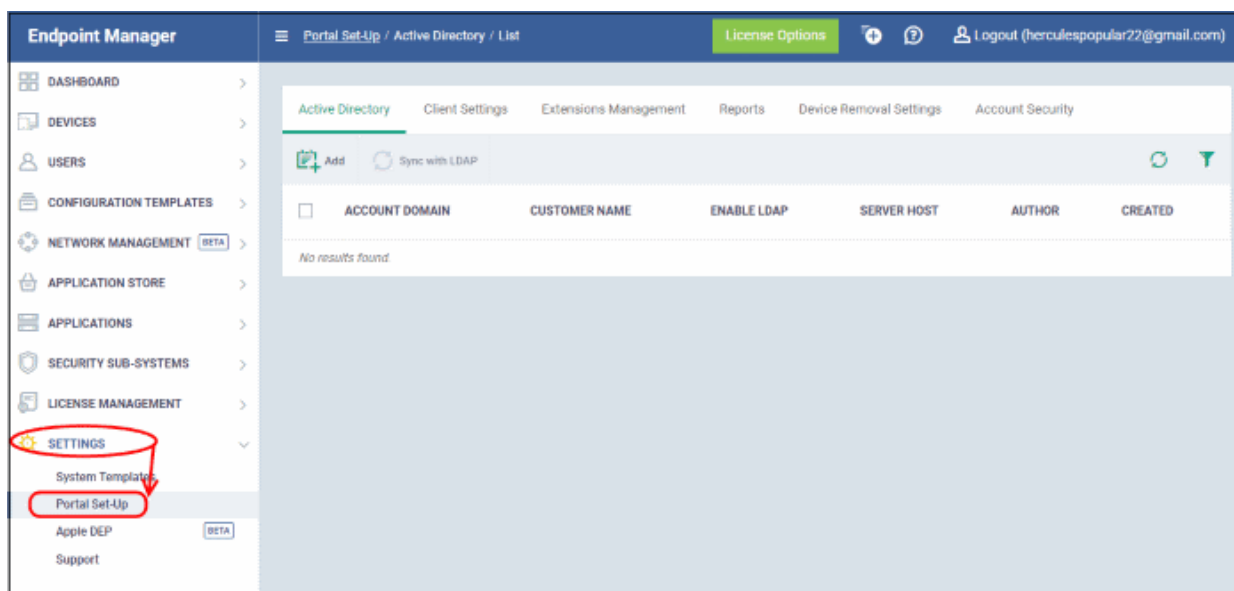 Endpoint Manager
Portal Set-Up / Active Directory / List
License Options
Logout (herculespopular22@gmail.com)
DASHBOARD
DEVICES
USERS
CONFIGURATION TEMPLATES
NETWORK MANAGEMENT BETA
APPLICATION STORE
APPLICATIONS
SECURITY SUB-SYSTEMS
LICENSE MANAGEMENT
SETTINGS
System Templates
Portal Set-Up
Apple DEP BETA
Support
Active Directory Client Settings Extensions Management Reports Device Removal Settings Account Security
Add Sync with LDAP
ACCOUNT DOMAIN CUSTOMER NAME ENABLE LDAP SERVER HOST AUTHOR CREATED
No results found.